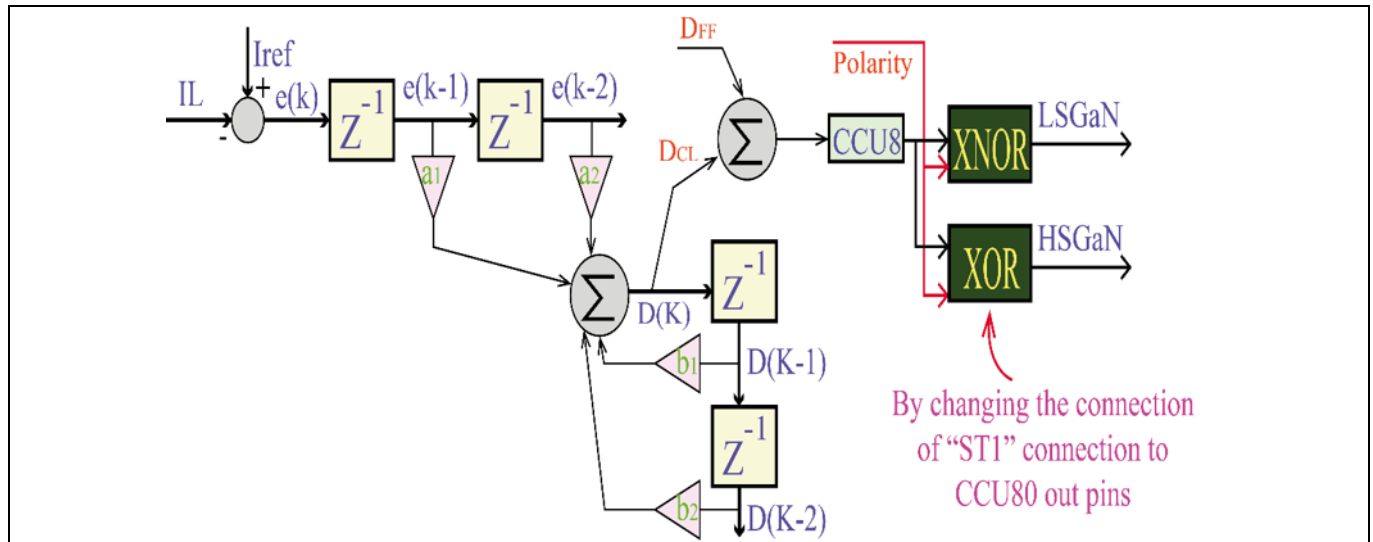 DFF
Iref
Polarity
IL
+
e(k)
e(k-1)
e(k-2)
LSGaN
-
Z-1
Z-1
Σ
CCU8
XNOR
DCL
a1
a2
HSGaN
XOR
Σ
Z-1
D(K)
b1
D(K-1)
By changing the connection
of “ST1” connection to
CCU80 out pins
Z-1
b2
D(K-2)